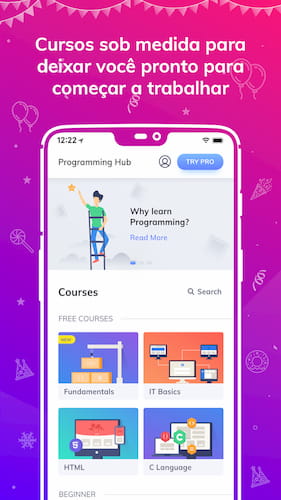 Cursos sob medida para
deixar você pronto para
começar a trabalhar
12:22
Programming Hub
TRY PRO
Why learn
Programming?
Read More
Courses
Search
FREE COURSES
NEW
Fundamentals
IT Basics
HTML
C Language
BEGINNER